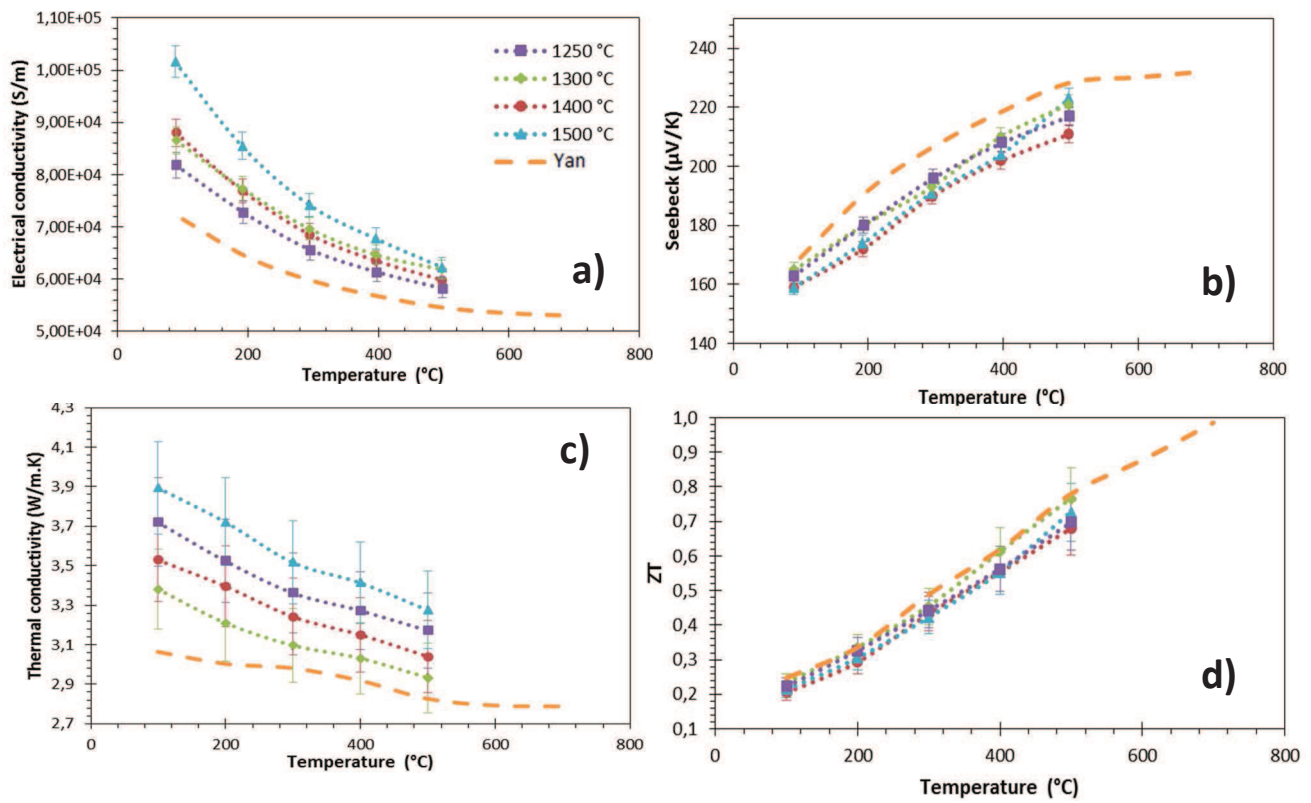 Electrical conductivity (S/m)
1,10E+05
1,00E+05
9,00E+04
8,00E+04
7,00E+04
6,00E+04
5,00E+04
0 200 400 600 800
Temperature (°C)
1250 °C
1300 °C
1400 °C
1500 °C
Yan
a)
Seebeck (µV/K)
240
220
200
180
160
140
0 200 400 600 800
Temperature (°C)
b)
Thermal conductivity (W/m.K)
4,3
4,1
3,9
3,7
3,5
3,3
3,1
2,9
2,7
0 200 400 600 800
Temperature (°C)
c)
ZT
1,0
0,9
0,8
0,7
0,6
0,5
0,4
0,3
0,2
0,1
0 200 400 600 800
Temperature (°C)
d)